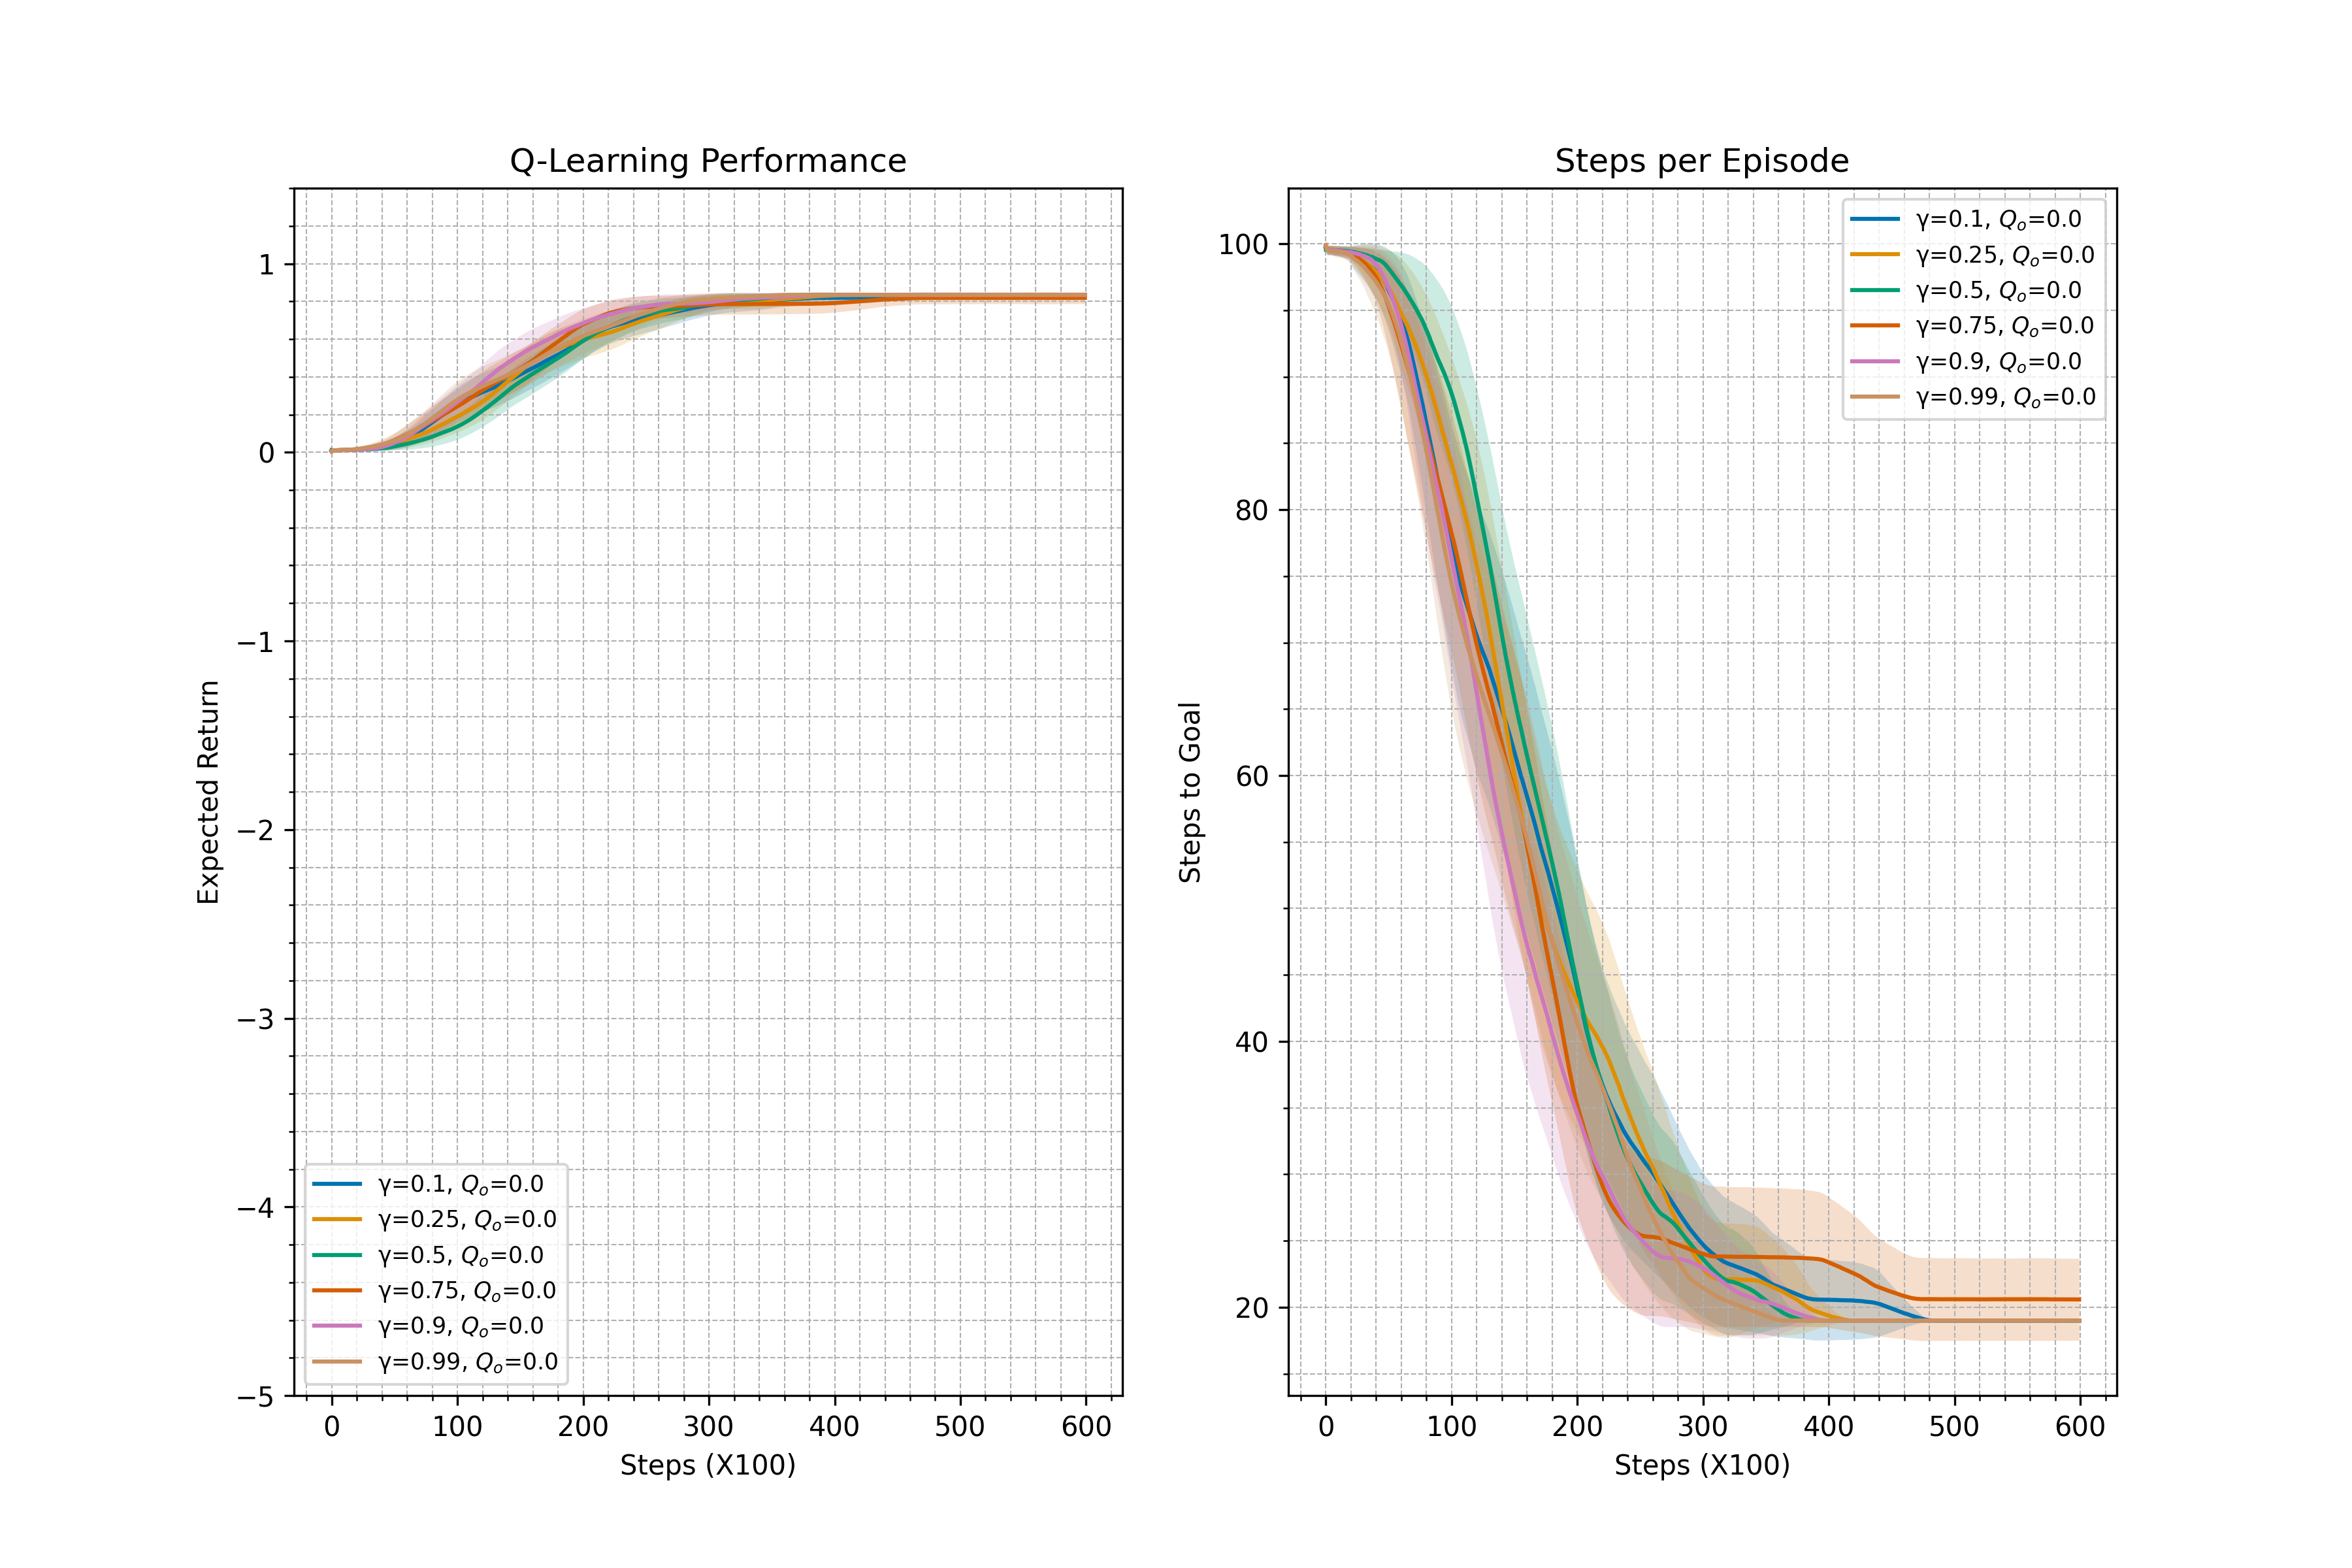 Q-Learning Performance
Expected Return
1
0
−1
−2
−3
−4
−5
0 100 200 300 400 500 600
Steps (X100)
γ=0.1, Qₒ=0.0
γ=0.25, Qₒ=0.0
γ=0.5, Qₒ=0.0
γ=0.75, Qₒ=0.0
γ=0.9, Qₒ=0.0
γ=0.99, Qₒ=0.0
Steps per Episode
Steps to Goal
100
80
60
40
20
0 100 200 300 400 500 600
Steps (X100)
γ=0.1, Qₒ=0.0
γ=0.25, Qₒ=0.0
γ=0.5, Qₒ=0.0
γ=0.75, Qₒ=0.0
γ=0.9, Qₒ=0.0
γ=0.99, Qₒ=0.0